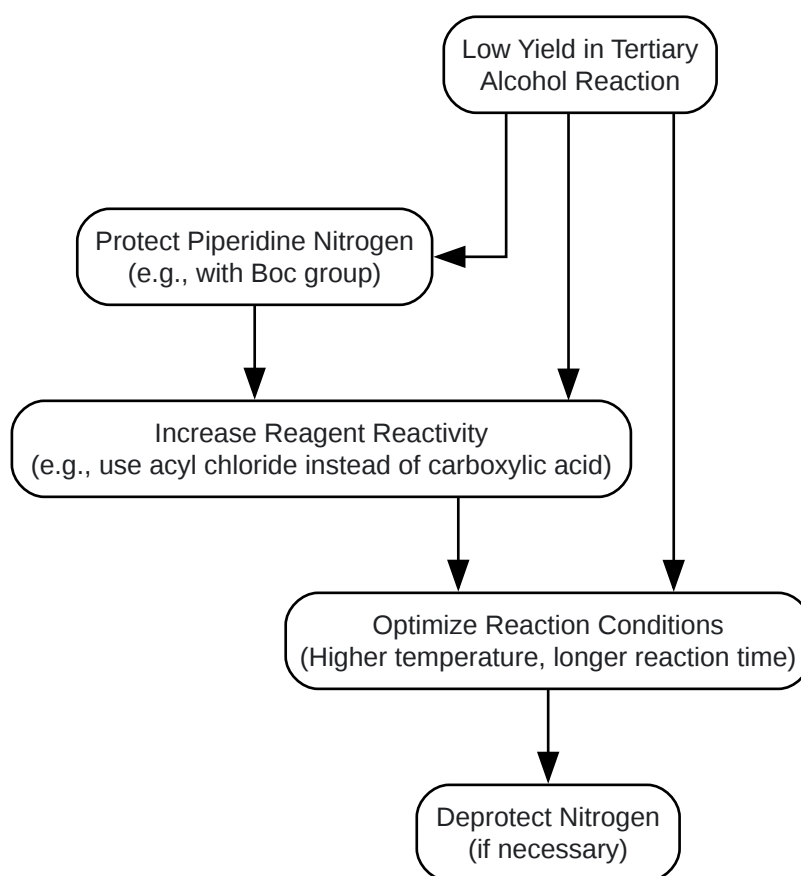 Low Yield in Tertiary
Alcohol Reaction
Protect Piperidine Nitrogen
(e.g., with Boc group)
Increase Reagent Reactivity
(e.g., use acyl chloride instead of carboxylic acid)
Optimize Reaction Conditions
(Higher temperature, longer reaction time)
Deprotect Nitrogen
(if necessary)